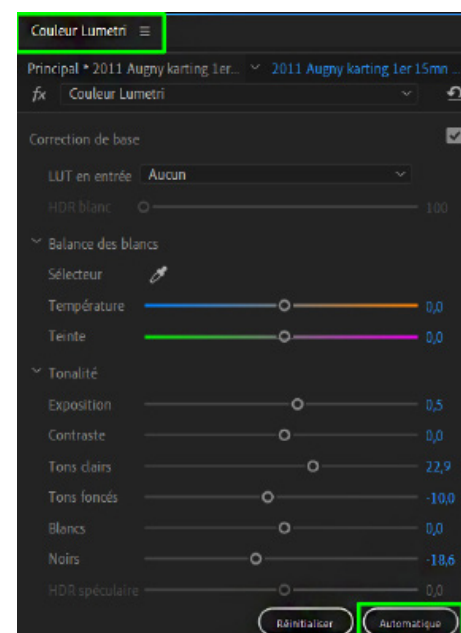 Couleur Lumetri
Principal * 2011 Augny karting 1er... 2011 Augny karting 1er 15mn ...
fx Couleur Lumetri
Correction de base
LUT en entrée Aucun
HDR blanc 100
Balance des blancs
Sélecteur
Température 0,0
Teinte 0,0
Tonalité
Exposition 0,5
Contraste 0,0
Tons clairs 22,9
Tons foncés -10,0
Blancs 0,0
Noirs -18,6
HDR spéculaire 0,0
Réinitialiser Automatique